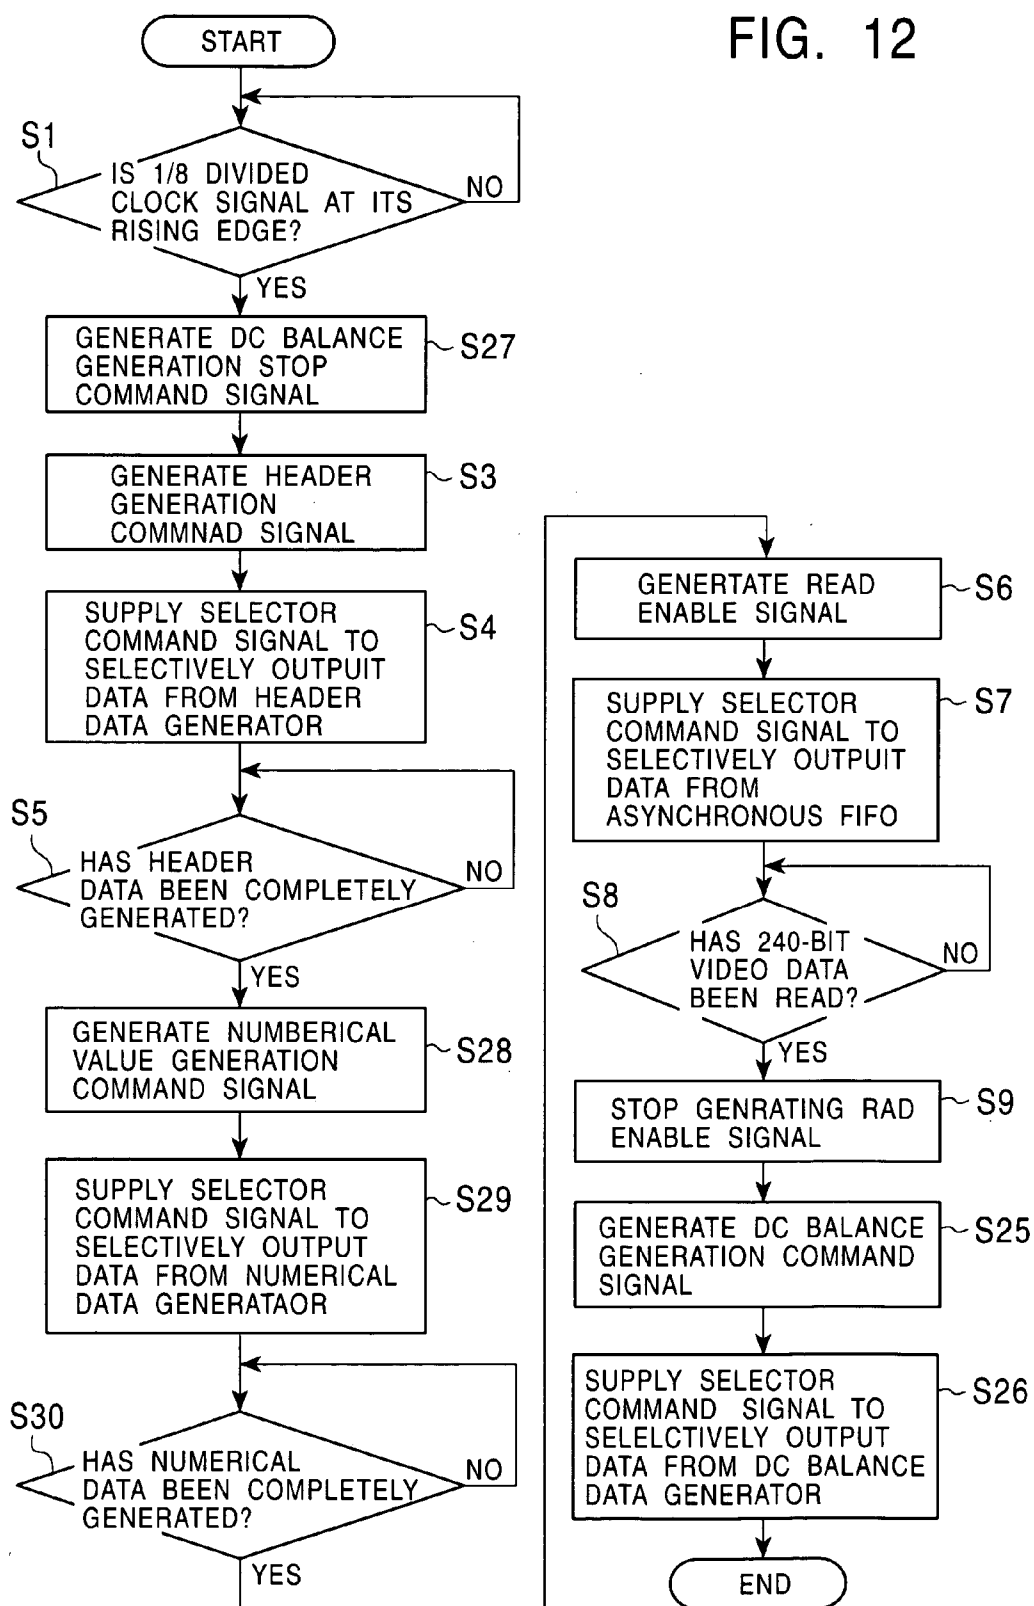 FIG. 12
START
S1
IS 1/8 DIVIDED
CLOCK SIGNAL AT ITS
RISING EDGE?
NO
YES
GENERATE DC BALANCE
GENERATION STOP
COMMAND SIGNAL
S27
GENERATE HEADER
GENERATION
COMMNAD SIGNAL
S3
SUPPLY SELECTOR
COMMAND SIGNAL TO
SELECTIVELY OUTPUIT
DATA FROM HEADER
DATA GENERATOR
S4
S5
HAS HEADER
DATA BEEN COMPLETELY
GENERATED?
NO
YES
GENERATE NUMBERICAL
VALUE GENERATION
COMMAND SIGNAL
S28
SUPPLY SELECTOR
COMMAND SIGNAL TO
SELECTIVELY OUTPUT
DATA FROM NUMERICAL
DATA GENERATAOR
S29
S30
HAS NUMERICAL
DATA BEEN COMPLETELY
GENERATED?
NO
YES
GENERTATE READ
ENABLE SIGNAL
S6
SUPPLY SELECTOR
COMMAND SIGNAL TO
SELECTIVELY OUTPUIT
DATA FROM
ASYNCHRONOUS FIFO
S7
S8
HAS 240-BIT
VIDEO DATA
BEEN READ?
NO
YES
STOP GENRATING RAD
ENABLE SIGNAL
S9
GENERATE DC BALANCE
GENERATION COMMAND
SIGNAL
S25
SUPPLY SELECTOR
COMMAND SIGNAL TO
SELELCTIVELY OUTPUT
DATA FROM DC BALANCE
DATA GENERATOR
S26
END